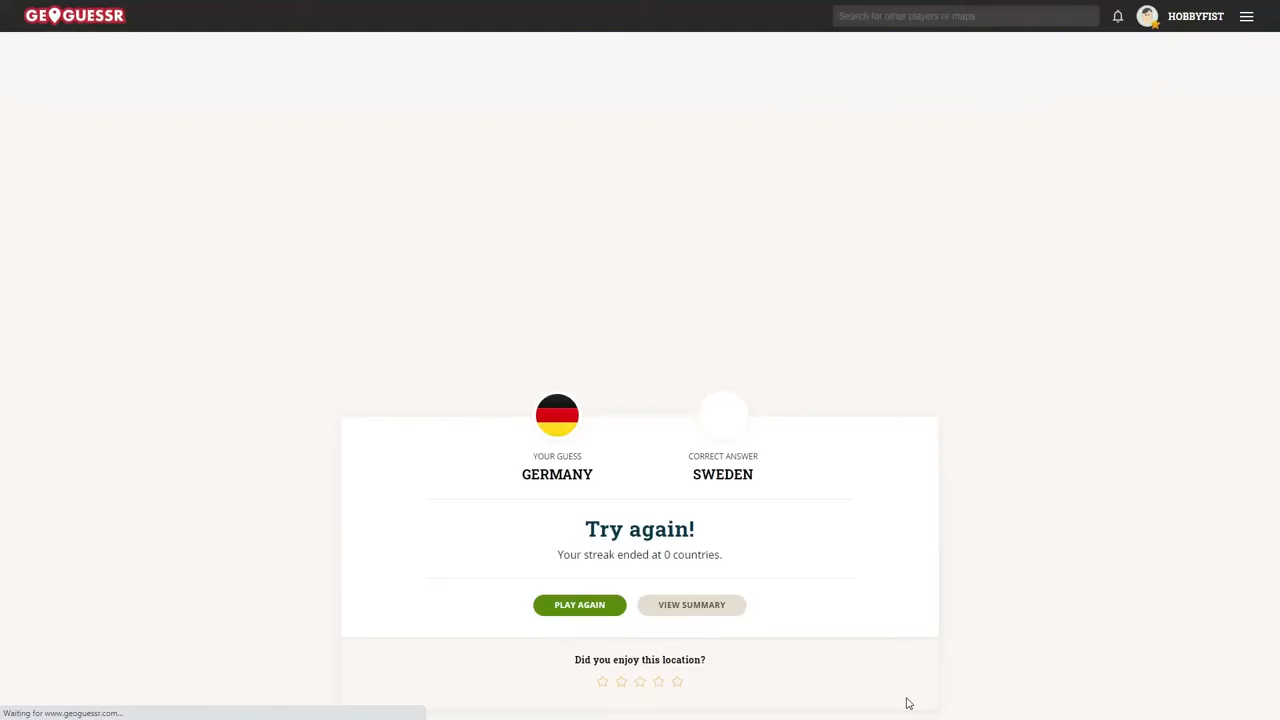 GEOGUESSR
Search for other players or maps
HOBBYFIST
YOUR GUESS
GERMANY
CORRECT ANSWER
SWEDEN
Try again!
Your streak ended at 0 countries.
PLAY AGAIN
VIEW SUMMARY
Did you enjoy this location?
Waiting for www.geoguessr.com...